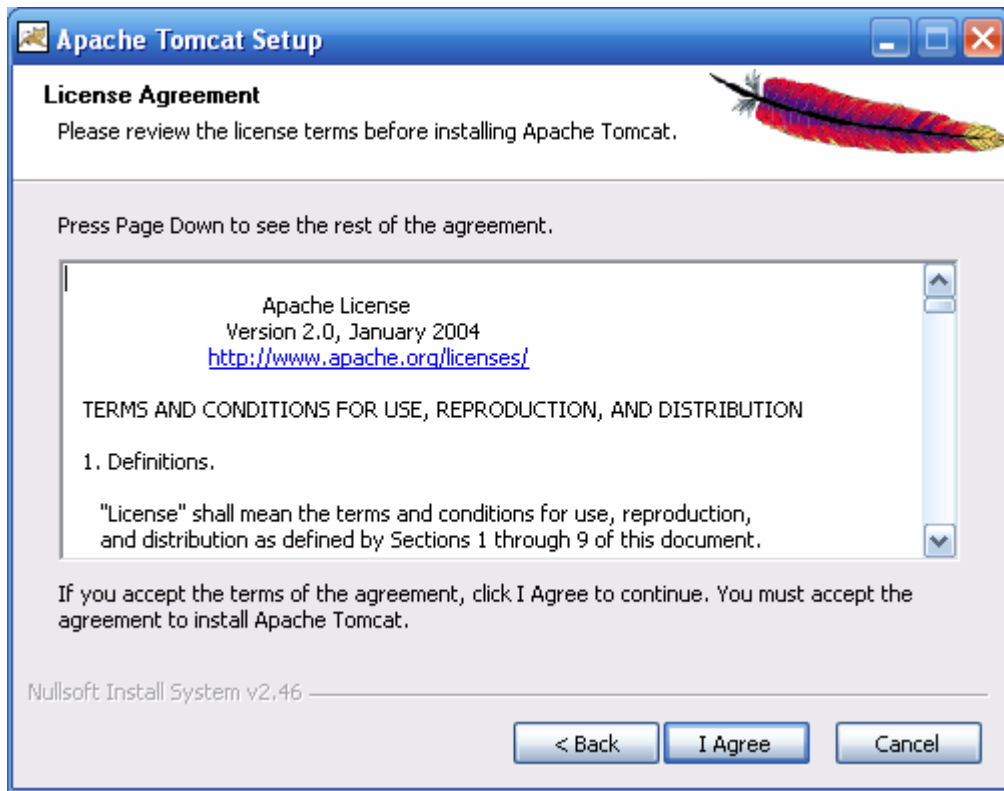 Apache Tomcat Setup
License Agreement
Please review the license terms before installing Apache Tomcat.
Press Page Down to see the rest of the agreement.
Apache License
Version 2.0, January 2004
http://www.apache.org/licenses/
TERMS AND CONDITIONS FOR USE, REPRODUCTION, AND DISTRIBUTION
1. Definitions.
"License" shall mean the terms and conditions for use, reproduction,
and distribution as defined by Sections 1 through 9 of this document.
If you accept the terms of the agreement, click I Agree to continue. You must accept the
agreement to install Apache Tomcat.
Nullsoft Install System v2.46
< Back I Agree Cancel